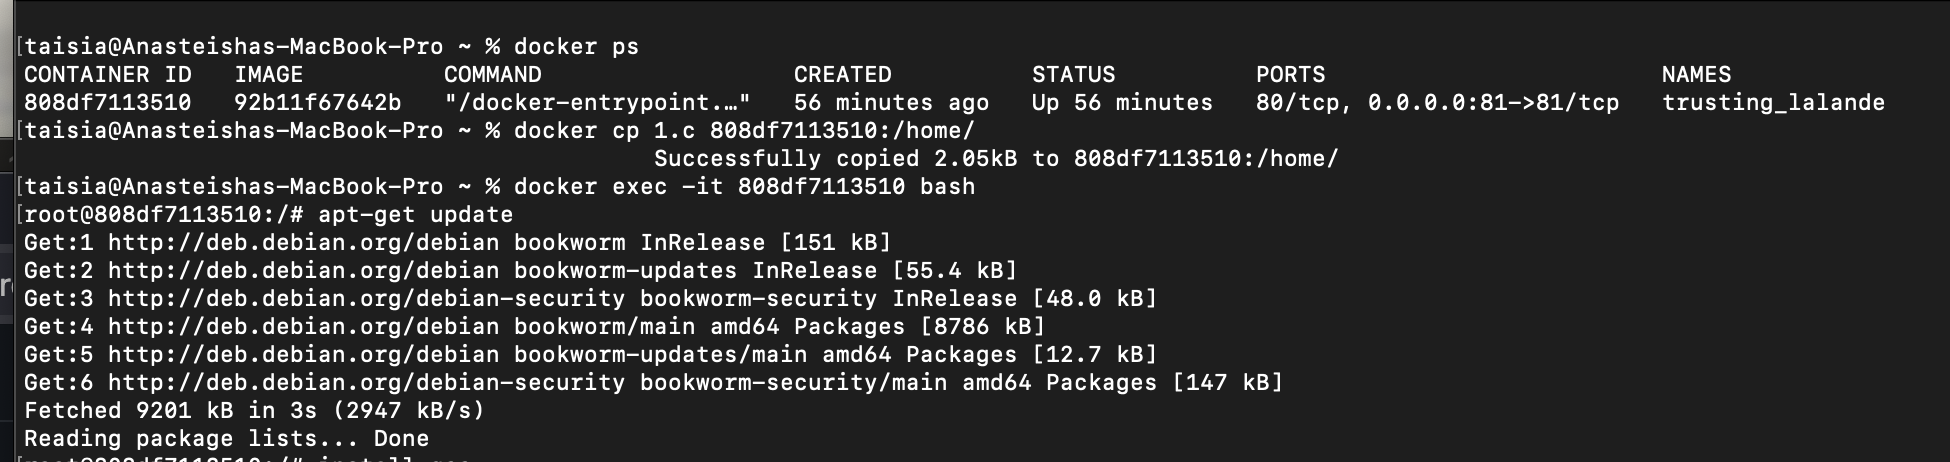 [taisia@Anasteishas-MacBook-Pro ~ % docker ps
CONTAINER ID   IMAGE          COMMAND                  CREATED          STATUS          PORTS                        NAMES
808df7113510   92b11f67642b   "/docker-entrypoint.…"   56 minutes ago   Up 56 minutes   80/tcp, 0.0.0.0:81->81/tcp   trusting_lalande
[taisia@Anasteishas-MacBook-Pro ~ % docker cp 1.c 808df7113510:/home/
Successfully copied 2.05kB to 808df7113510:/home/
[taisia@Anasteishas-MacBook-Pro ~ % docker exec -it 808df7113510 bash
[root@808df7113510:/# apt-get update
Get:1 http://deb.debian.org/debian bookworm InRelease [151 kB]
Get:2 http://deb.debian.org/debian bookworm-updates InRelease [55.4 kB]
Get:3 http://deb.debian.org/debian-security bookworm-security InRelease [48.0 kB]
Get:4 http://deb.debian.org/debian bookworm/main amd64 Packages [8786 kB]
Get:5 http://deb.debian.org/debian bookworm-updates/main amd64 Packages [12.7 kB]
Get:6 http://deb.debian.org/debian-security bookworm-security/main amd64 Packages [147 kB]
Fetched 9201 kB in 3s (2947 kB/s)
Reading package lists... Done